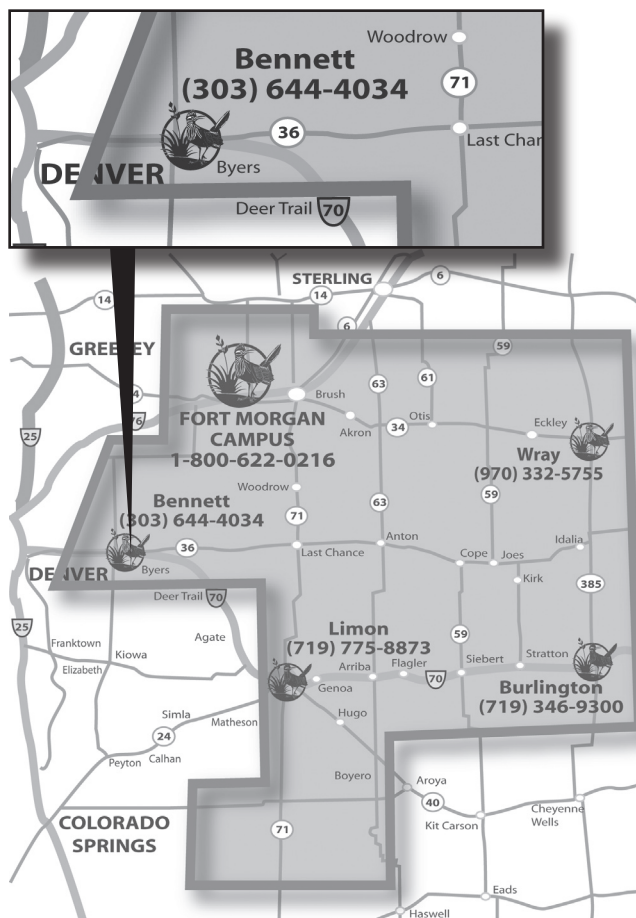 Woodrow
Bennett
(303) 644-4034
71
36
Last Chan
Byers
DENVER
Deer Trail 70
STERLING
6
14
14
6
59
GREELEY
63
61
Brush
FORT MORGAN
CAMPUS
1-800-622-0216
4
76
25
Akron
34
Otis
Eckley
Wray
(970) 332-5755
Bennett
(303) 644-4034
Woodrow
71
63
59
36
Last Chance
Anton
Cope
Joes
Idalia
Byers
DENVER
Kirk
385
Deer Trail 70
25
Franktown
Elizabeth
Kiowa
Agate
Limon
(719) 775-8873
59
Arriba
Flagler
70
Siebert
Stratton
Genoa
Burlington
(719) 346-9300
Hugo
Simla
Matheson
24
Peyton
Calhan
Boyero
Aroya
40
Kit Carson
Cheyenne
Wells
COLORADO
SPRINGS
71
Eads
Haswell